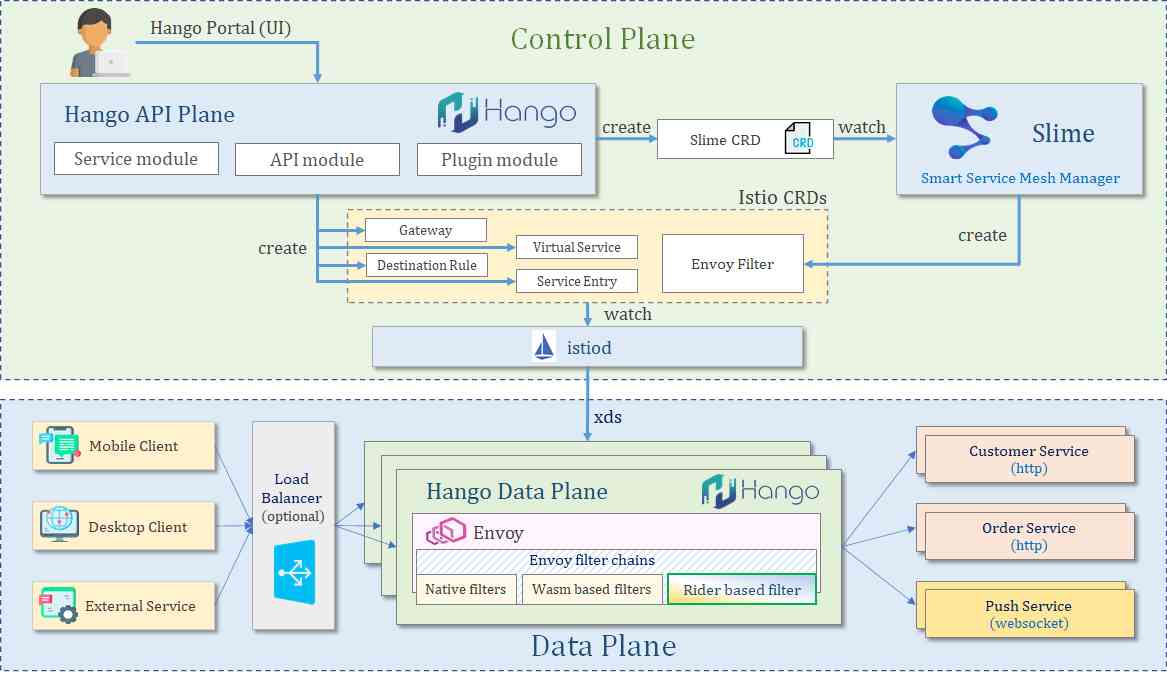 Hango Portal (UI)
Control Plane
Hango API Plane
Hango
Service module
API module
Plugin module
create
Slime CRD
CRD
watch
Slime
Smart Service Mesh Manager
Istio CRDs
create
Gateway
Virtual Service
Destination Rule
Service Entry
Envoy Filter
create
watch
istiod
xds
Mobile Client
Desktop Client
External Service
Load
Balancer
(optional)
Hango Data Plane
Hango
Envoy
Envoy filter chains
Native filters
Wasm based filters
Rider based filter
Customer Service
(http)
Order Service
(http)
Push Service
(websocket)
Data Plane